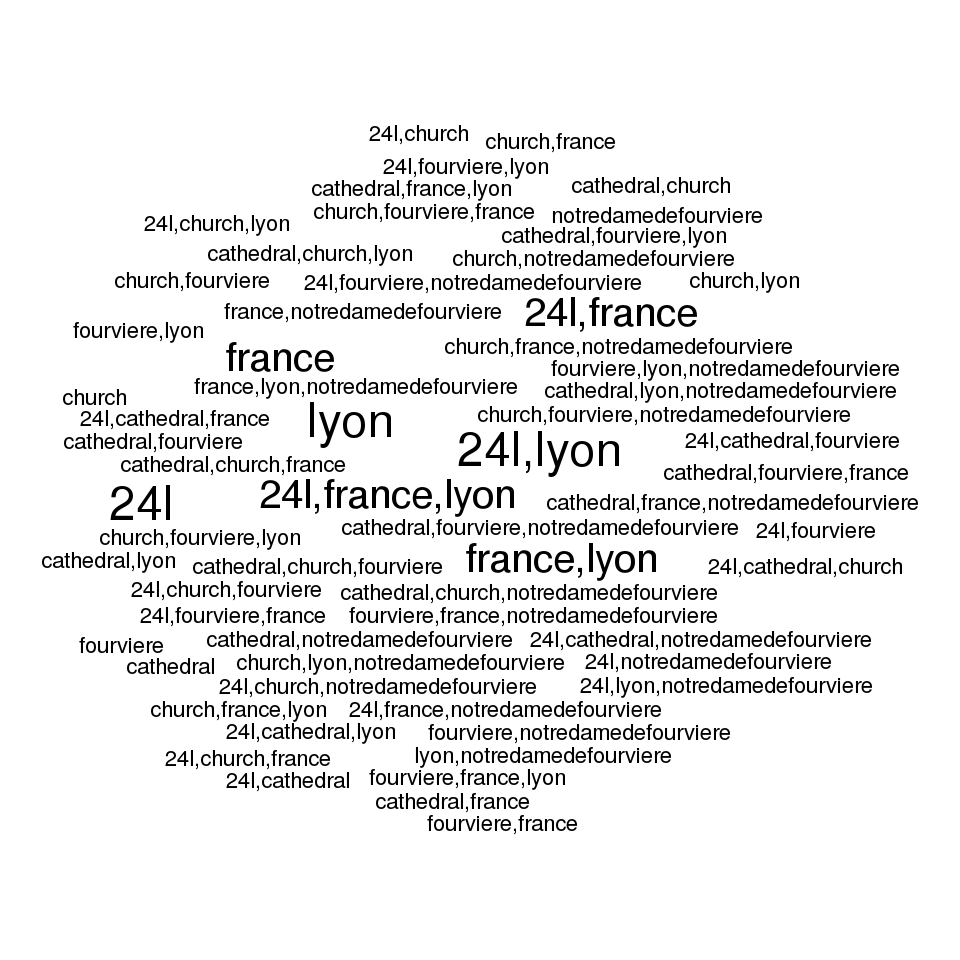 24l,church
church,france
24l,fourviere,lyon
cathedral,france,lyon
cathedral,church
church,fourviere,france
notredamedefourviere
24l,church,lyon
cathedral,fourviere,lyon
cathedral,church,lyon
church,notredamedefourviere
church,fourviere
24l,fourviere,notredamedefourviere
church,lyon
france,notredamedefourviere
24l,france
fourviere,lyon
church,france,notredamedefourviere
france
fourviere,lyon,notredamedefourviere
france,lyon,notredamedefourviere
cathedral,lyon,notredamedefourviere
church
24l,cathedral,france
lyon
church,fourviere,notredamedefourviere
cathedral,fourviere
24l,lyon
24l,cathedral,fourviere
cathedral,church,france
cathedral,fourviere,france
24l
24l,france,lyon
cathedral,france,notredamedefourviere
church,fourviere,lyon
cathedral,fourviere,notredamedefourviere
24l,fourviere
cathedral,lyon
cathedral,church,fourviere
france,lyon
24l,cathedral,church
24l,church,fourviere
cathedral,church,notredamedefourviere
24l,fourviere,france
fourviere,france,notredamedefourviere
fourviere
cathedral,notredamedefourviere
24l,cathedral,notredamedefourviere
cathedral
church,lyon,notredamedefourviere
24l,notredamedefourviere
24l,church,notredamedefourviere
24l,lyon,notredamedefourviere
church,france,lyon
24l,france,notredamedefourviere
24l,cathedral,lyon
fourviere,notredamedefourviere
24l,church,france
lyon,notredamedefourviere
24l,cathedral
fourviere,france,lyon
cathedral,france
fourviere,france